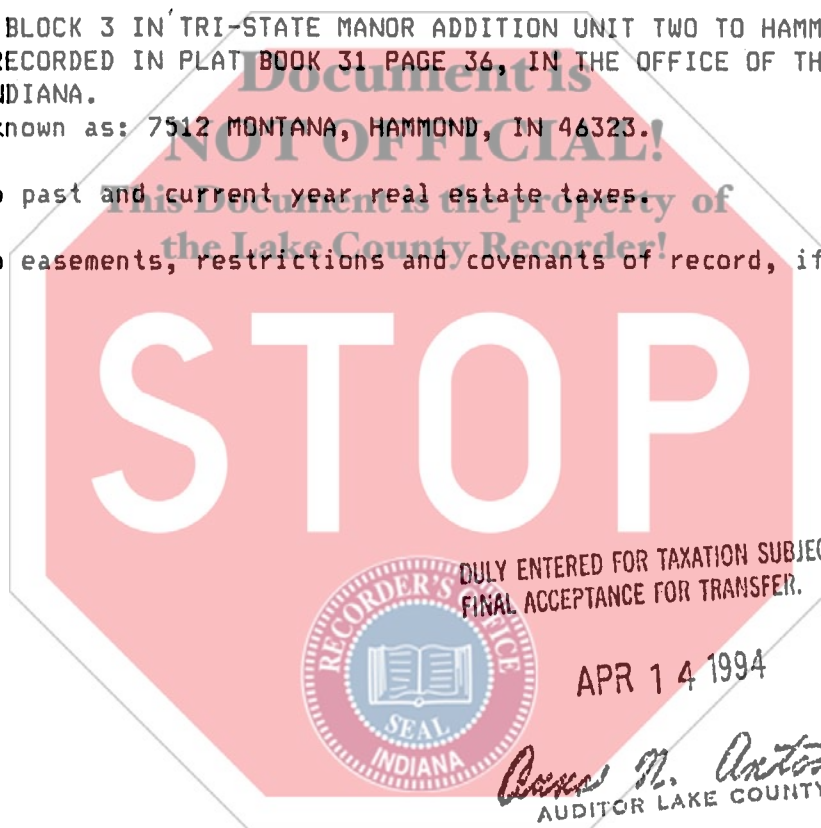 BLOCK 3 IN TRI-STATE MANOR ADDITION UNIT TWO TO HAMM
RECORDED IN PLAT BOOK 31 PAGE 36, IN THE OFFICE OF TH
NDIANA.
known as: 7512 MONTANA, HAMMOND, IN 46323.
past and current year real estate taxes.
easements, restrictions and covenants of record, if
Document is
NOT OFFICIAL!
This Document is the property of
the Lake County Recorder!
STOP
DULY ENTERED FOR TAXATION SUBJEC
FINAL ACCEPTANCE FOR TRANSFER.
APR 14 1994
RECORDER'S OFFICE
SEAL
INDIANA
Anna N. Anto
AUDITOR LAKE COUNTY